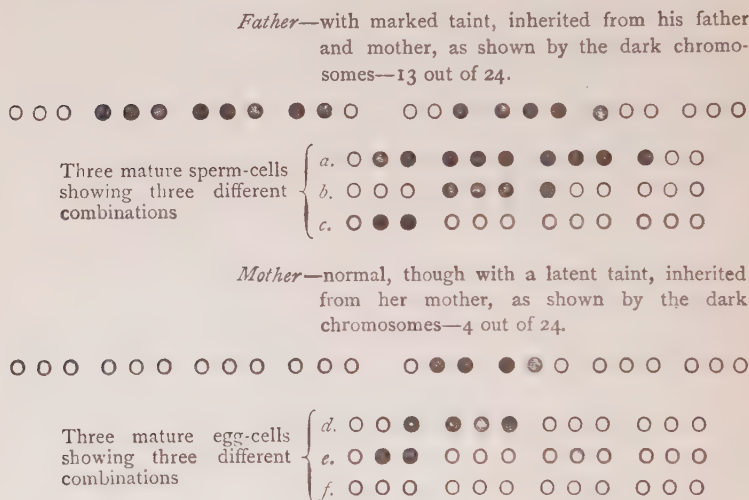 Father—with marked taint, inherited from his father
and mother, as shown by the dark chromo-
somes—13 out of 24.
Three mature sperm-cells
showing three different
combinations
a.
b.
c.
Mother—normal, though with a latent taint, inherited
from her mother, as shown by the dark
chromosomes—4 out of 24.
Three mature egg-cells
showing three different
combinations
d.
e.
f.